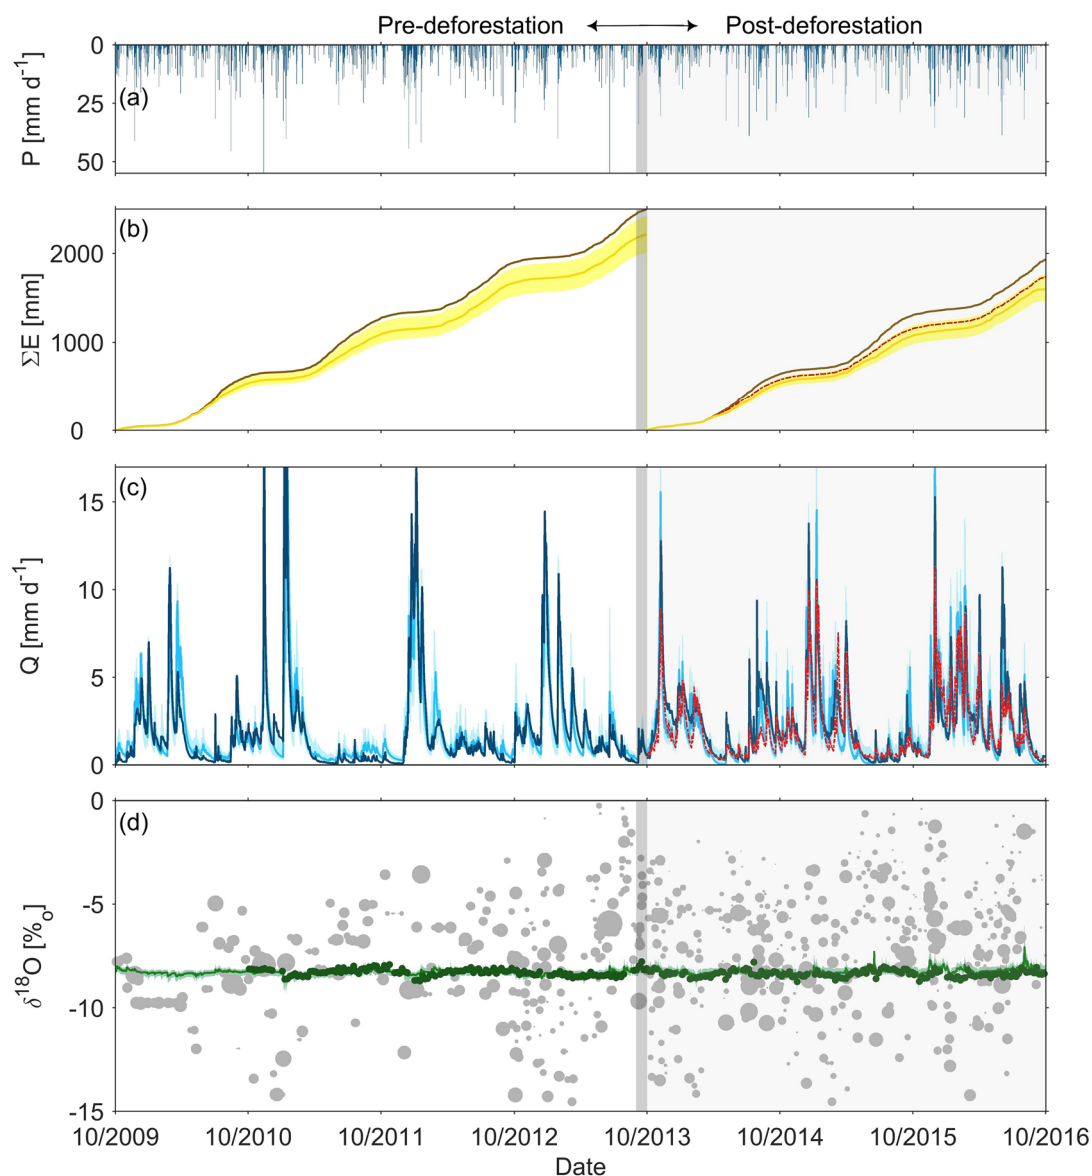 Pre-deforestation Post-deforestation
(a)
P [mm d⁻¹]
0
25
50
(b)
ΣE [mm]
2000
1000
0
(c)
Q [mm d⁻¹]
15
10
5
0
(d)
δ¹⁸O [%o]
0
-5
-10
-15
10/2009 10/2010 10/2011 10/2012 10/2013 10/2014 10/2015 10/2016
Date